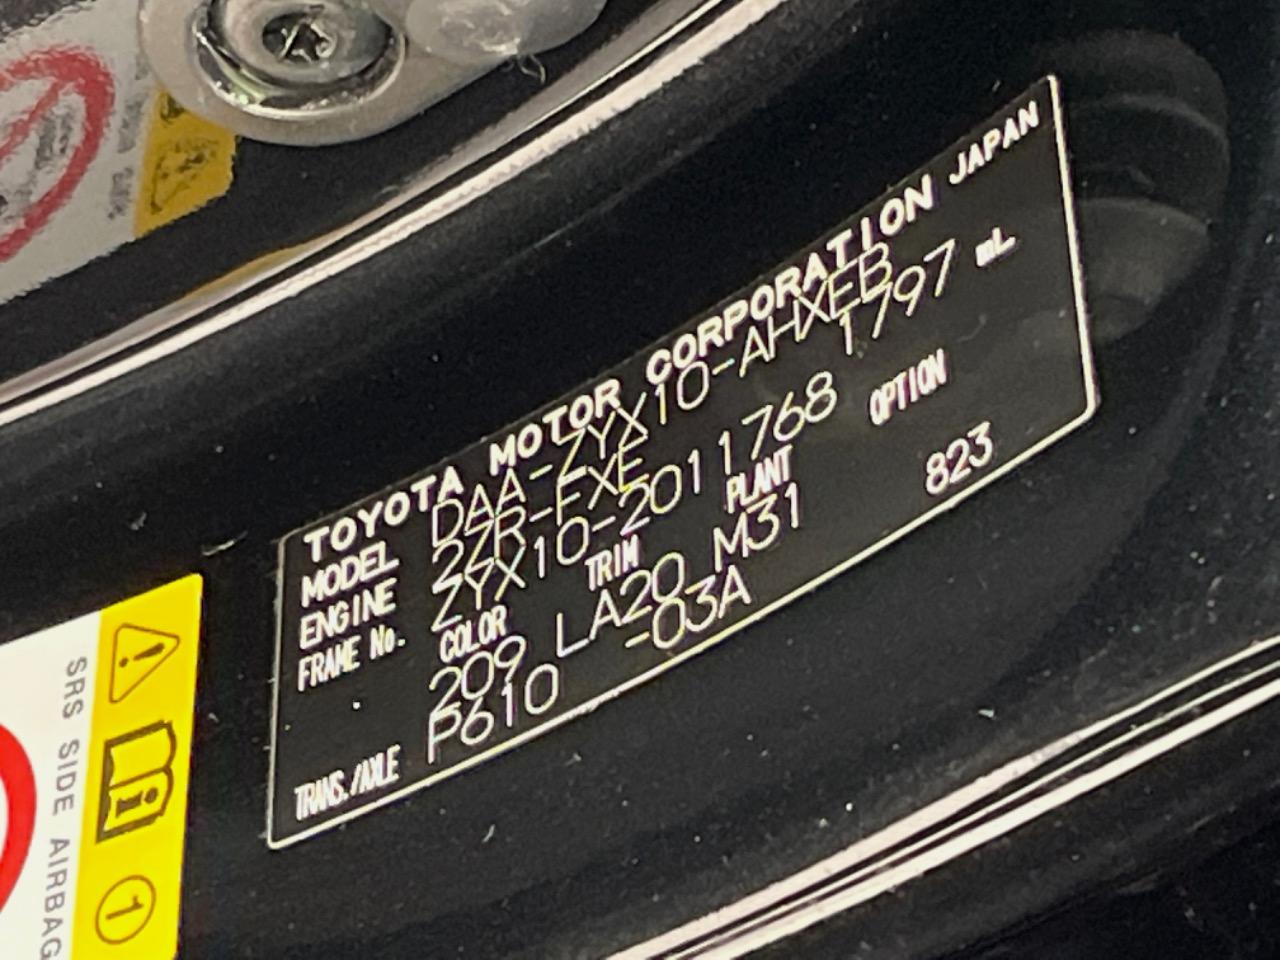 TOYOTA MOTOR CORPORATION JAPAN
MODEL DAA-ZYX10-AHXEB
ENGINE 2ZR-FXE 1797 mL
FRAME No. ZYX10-2011768
COLOR TRIM PLANT OPTION
209 LA20 M31 823
TRANS./AXLE P610 -03A
SRS SIDE AIRBAG
1